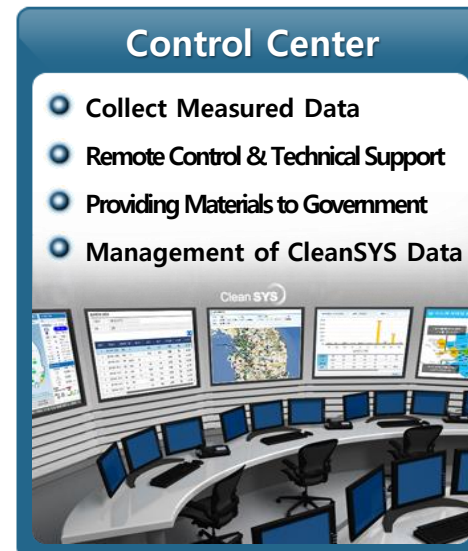 Control Center
Collect Measured Data
Remote Control & Technical Support
Providing Materials to Government
Management of CleanSYS Data
Clean SYS